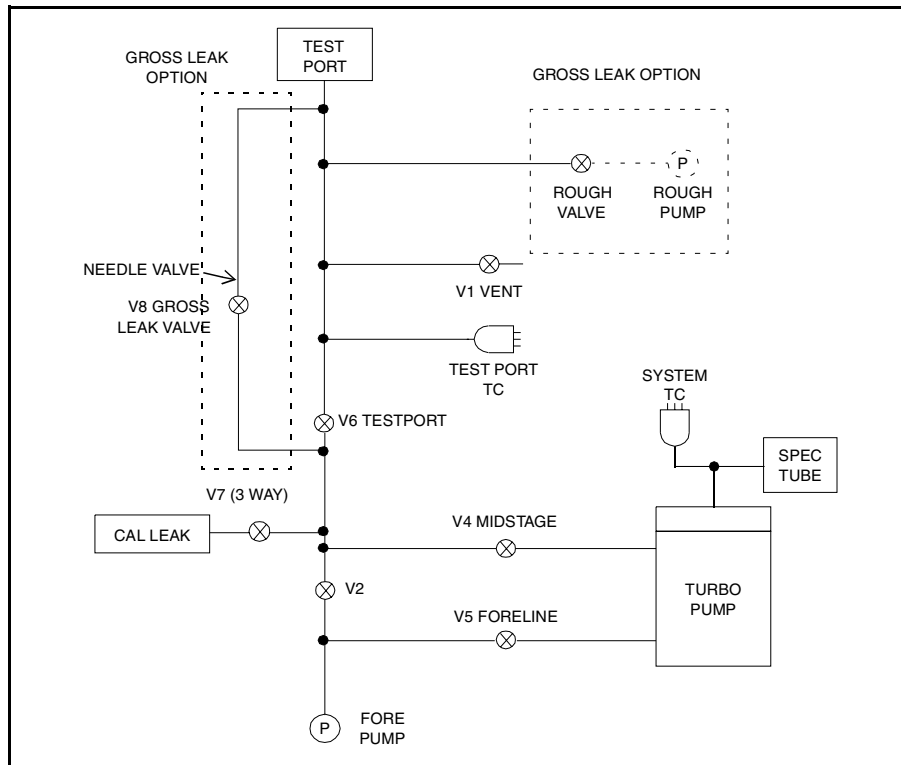 TEST
PORT
GROSS LEAK
OPTION
GROSS LEAK OPTION
P
ROUGH
VALVE
ROUGH
PUMP
NEEDLE VALVE
V1 VENT
V8 GROSS
LEAK VALVE
TEST PORT
TC
SYSTEM
TC
V6 TESTPORT
SPEC
TUBE
V7 (3 WAY)
CAL LEAK
V4 MIDSTAGE
V2
TURBO
PUMP
V5 FORELINE
P
FORE
PUMP